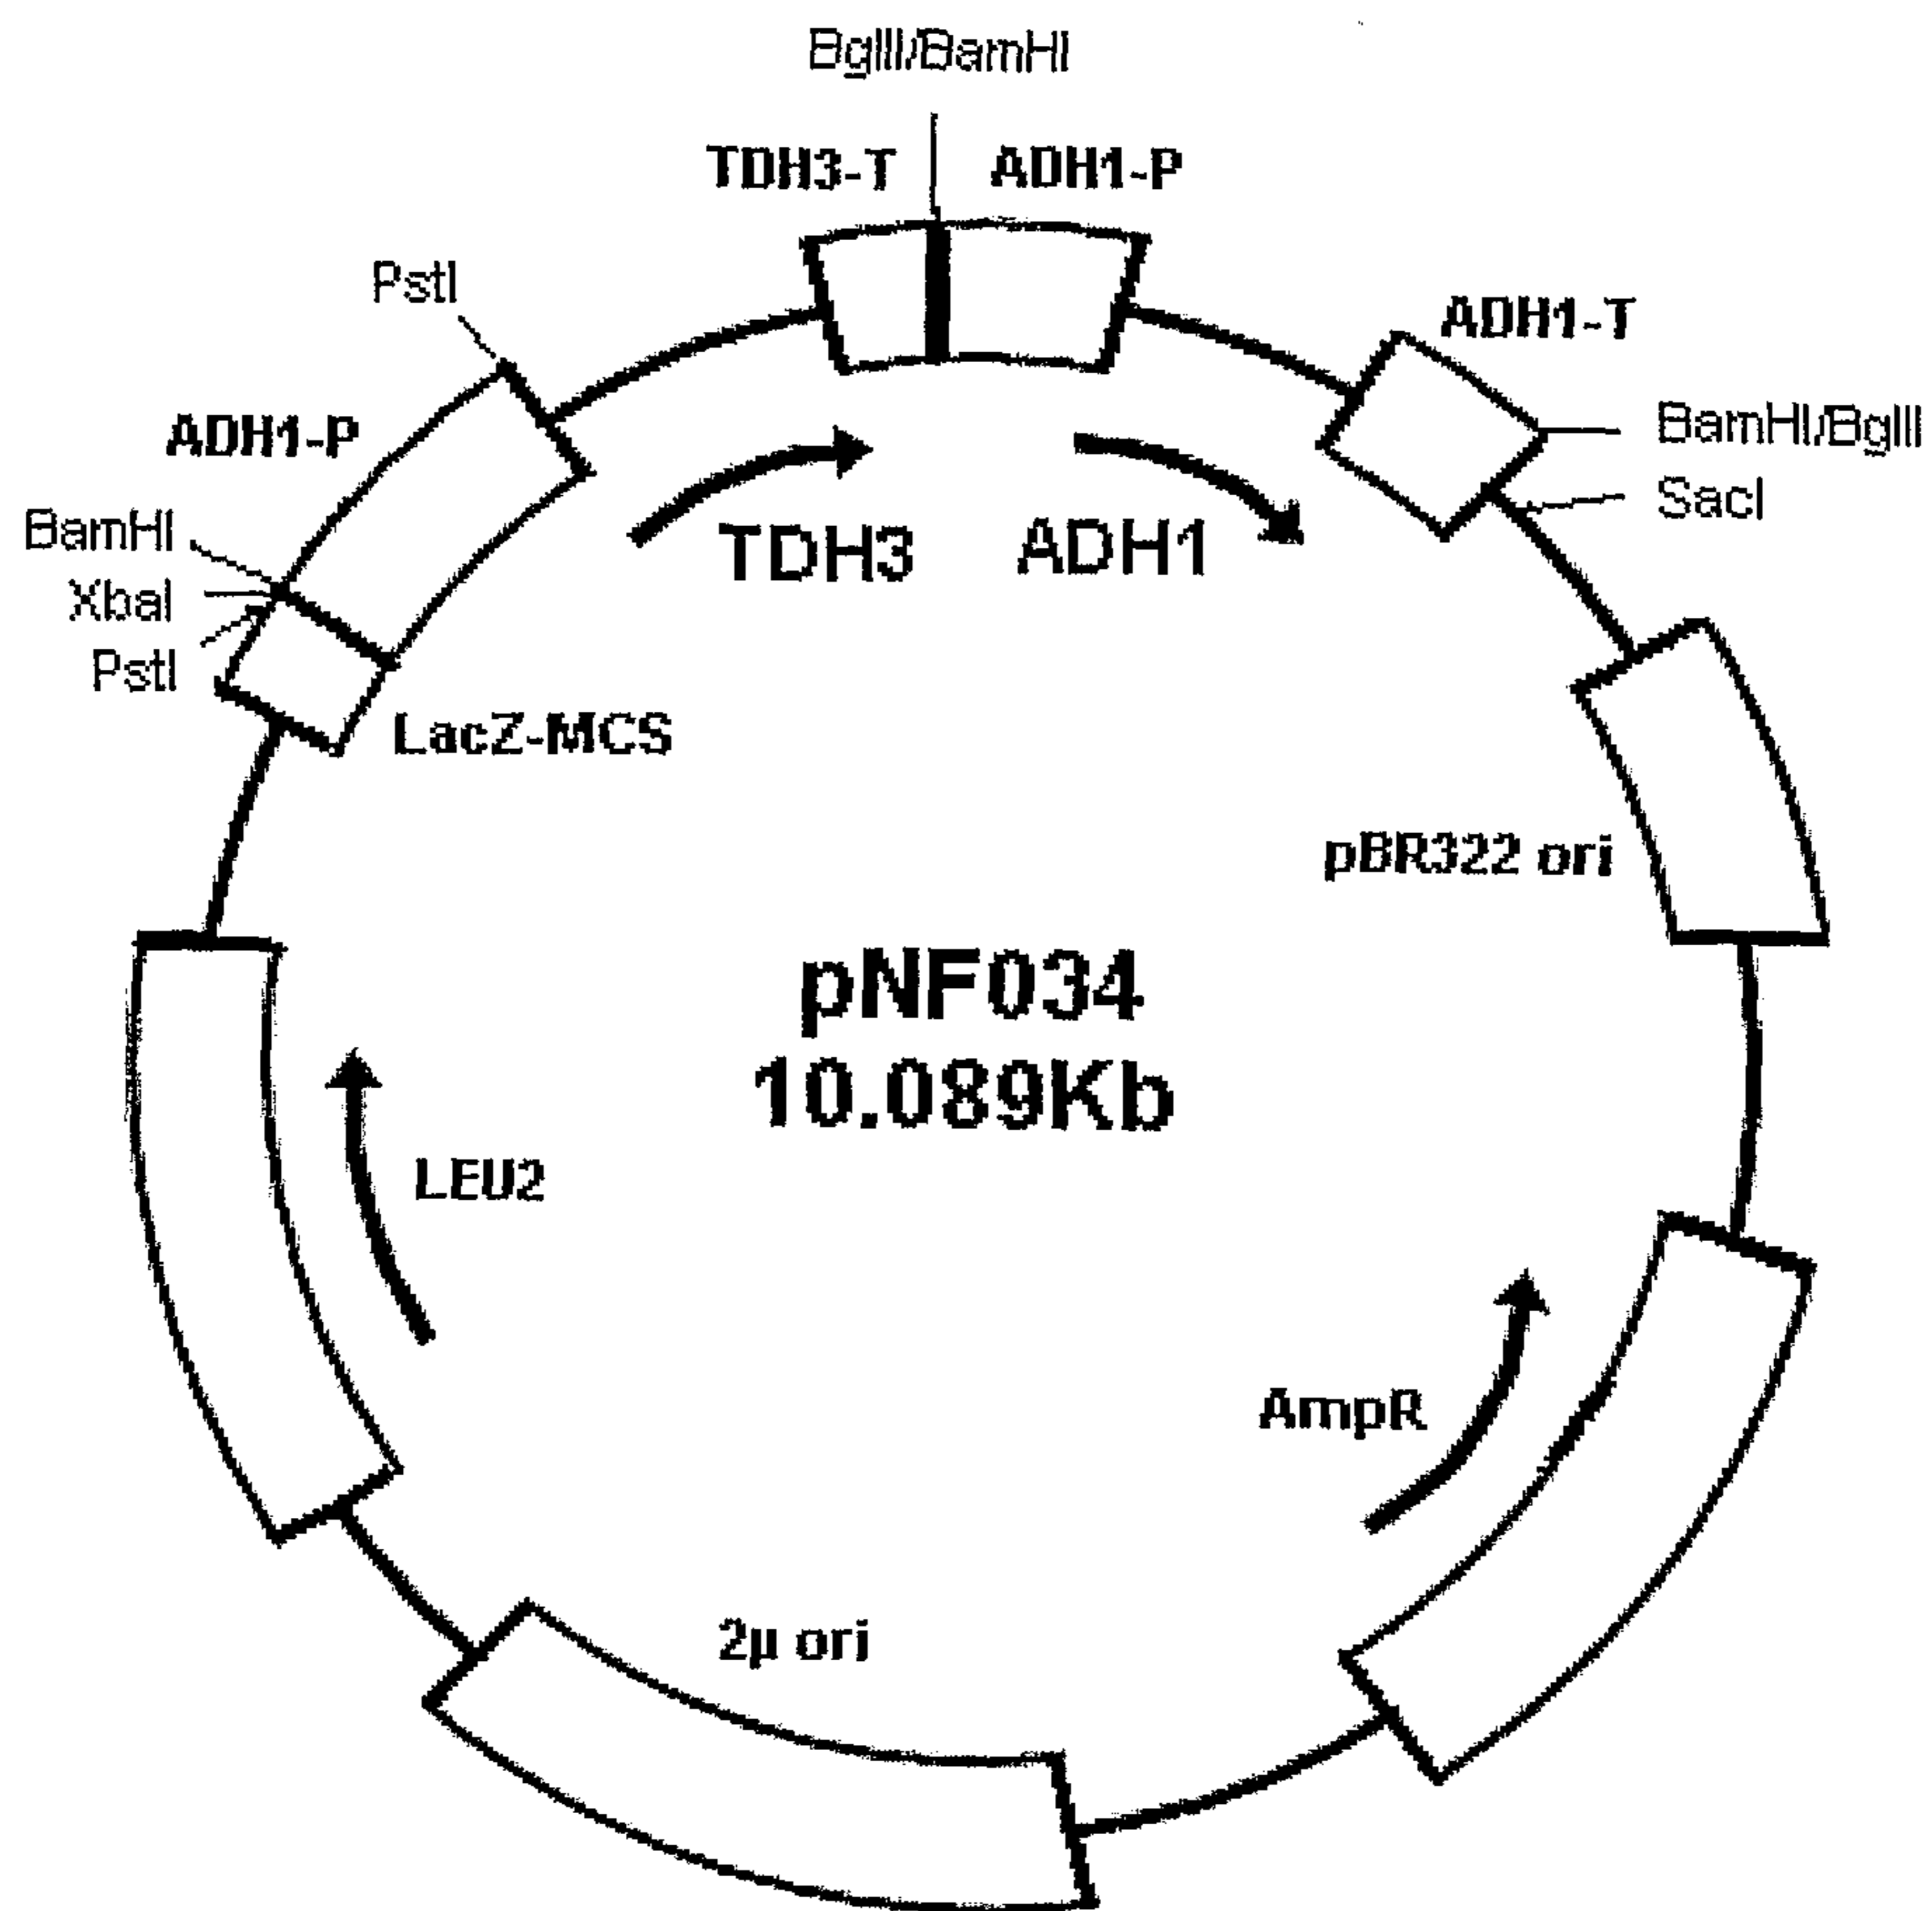 BglII/BamHI
TDH3-T
ADH1-P
PstI
ADH1-T
ADH1-P
BamHI/BglII
SacI
BamHI
XbaI
PstI
TDH3
ADH1
LacZ-MCS
pBR322 ori
pNF034
10.089Kb
LEU2
AmpR
2µ ori